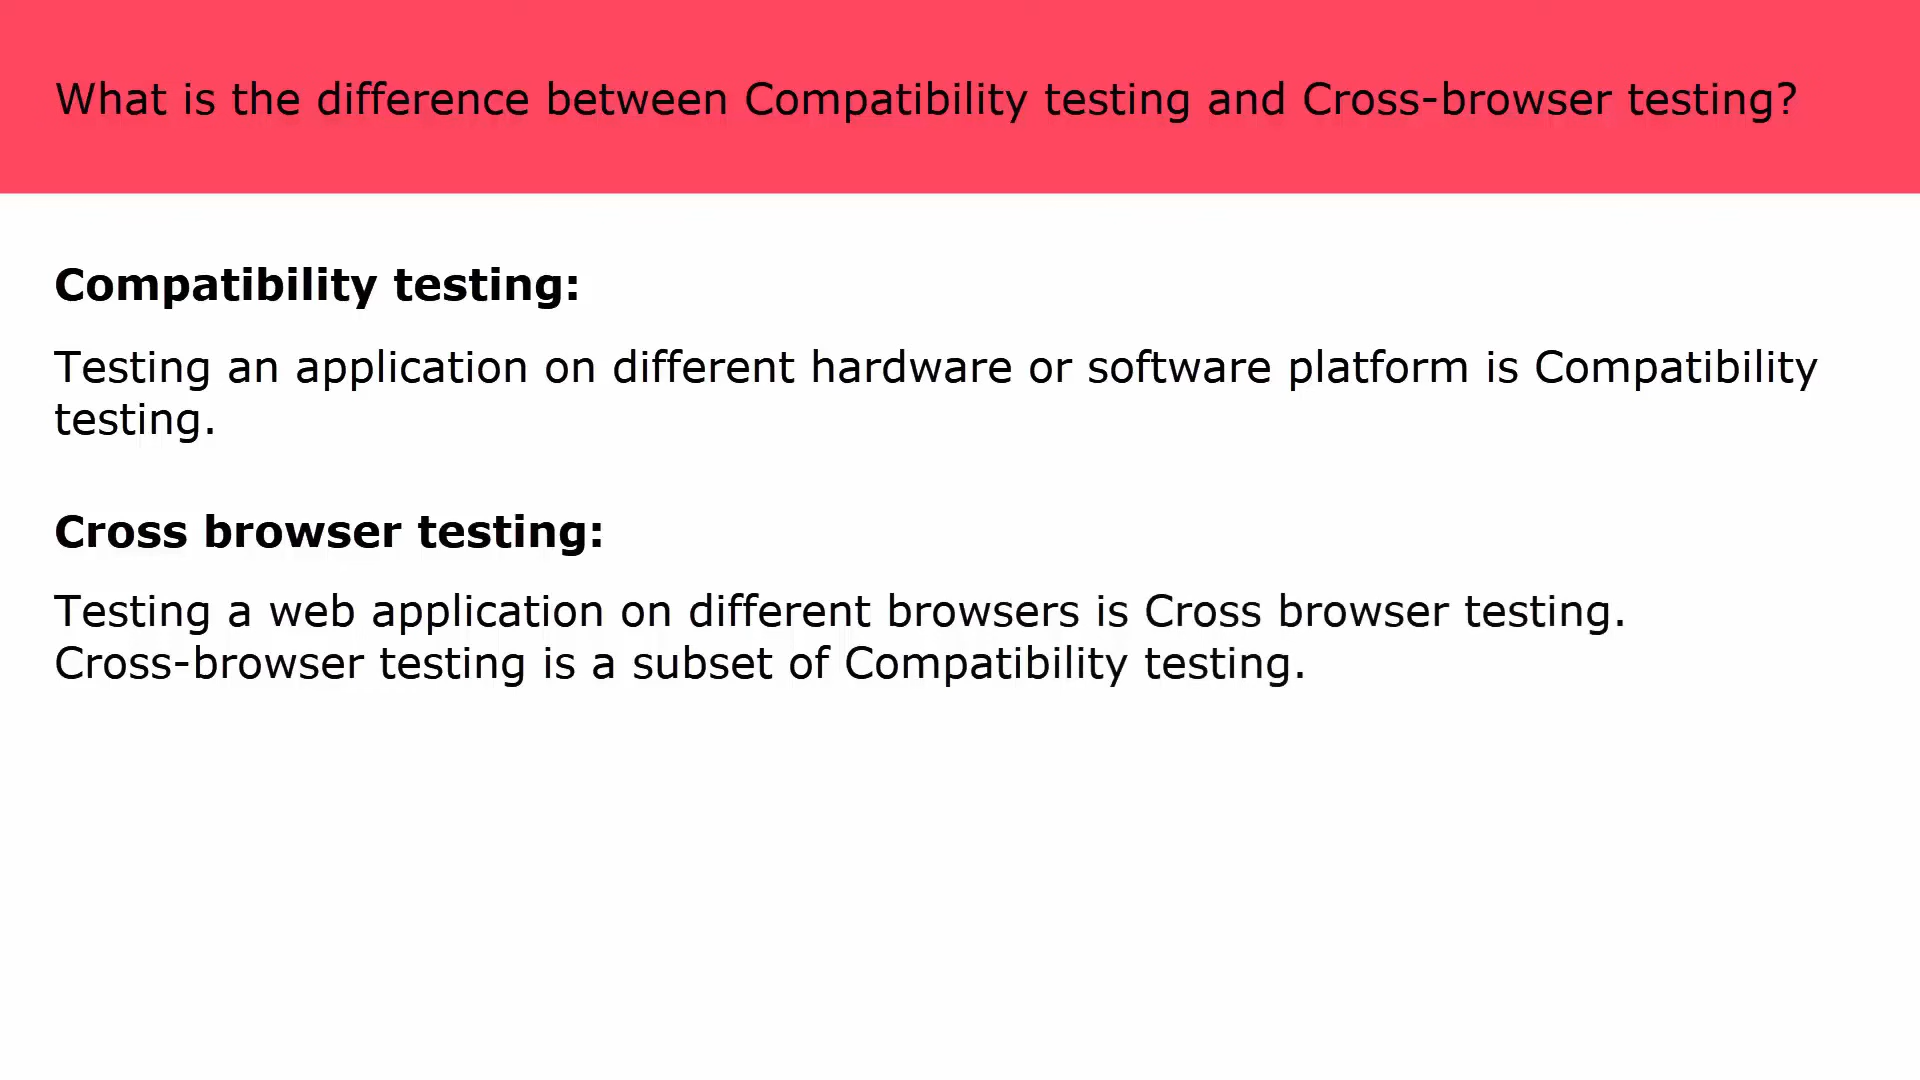 What is the difference between Compatibility testing and Cross-browser testing?
Compatibility testing:
Testing an application on different hardware or software platform is Compatibility
testing.
Cross browser testing:
Testing a web application on different browsers is Cross browser testing.
Cross-browser testing is a subset of Compatibility testing.